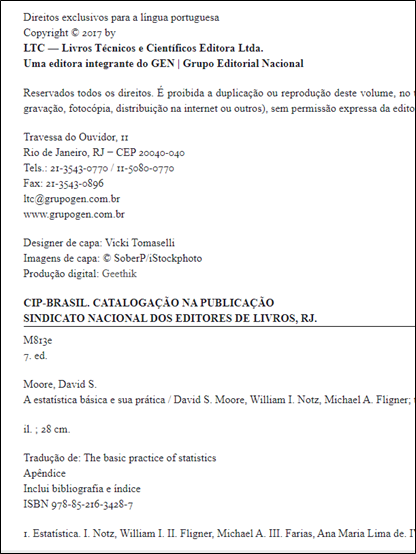 Direitos exclusivos para a língua portuguesa
Copyright © 2017 by
LTC — Livros Técnicos e Científicos Editora Ltda.
Uma editora integrante do GEN | Grupo Editorial Nacional
Reservados todos os direitos. É proibida a duplicação ou reprodução deste volume, no
gravação, fotocópia, distribuição na internet ou outros), sem permissão expressa da edito
Travessa do Ouvidor, 11
Rio de Janeiro, RJ – CEP 20040-040
Tels.: 21-3543-0770 / 11-5080-0770
Fax: 21-3543-0896
ltc@grupogen.com.br
www.grupogen.com.br
Designer de capa: Vicki Tomaselli
Imagens de capa: © SoberP/iStockphoto
Produção digital: Geethik
CIP-BRASIL. CATALOGAÇÃO NA PUBLICAÇÃO
SINDICATO NACIONAL DOS EDITORES DE LIVROS, RJ.
M813e
7. ed.
Moore, David S.
A estatística básica e sua prática / David S. Moore, William I. Notz, Michael A. Fligner;
il. ; 28 cm.
Tradução de: The basic practice of statistics
Apêndice
Inclui bibliografia e índice
ISBN 978-85-216-3428-7
1. Estatística. I. Notz, William I. II. Fligner, Michael A. III. Farias, Ana Maria Lima de.